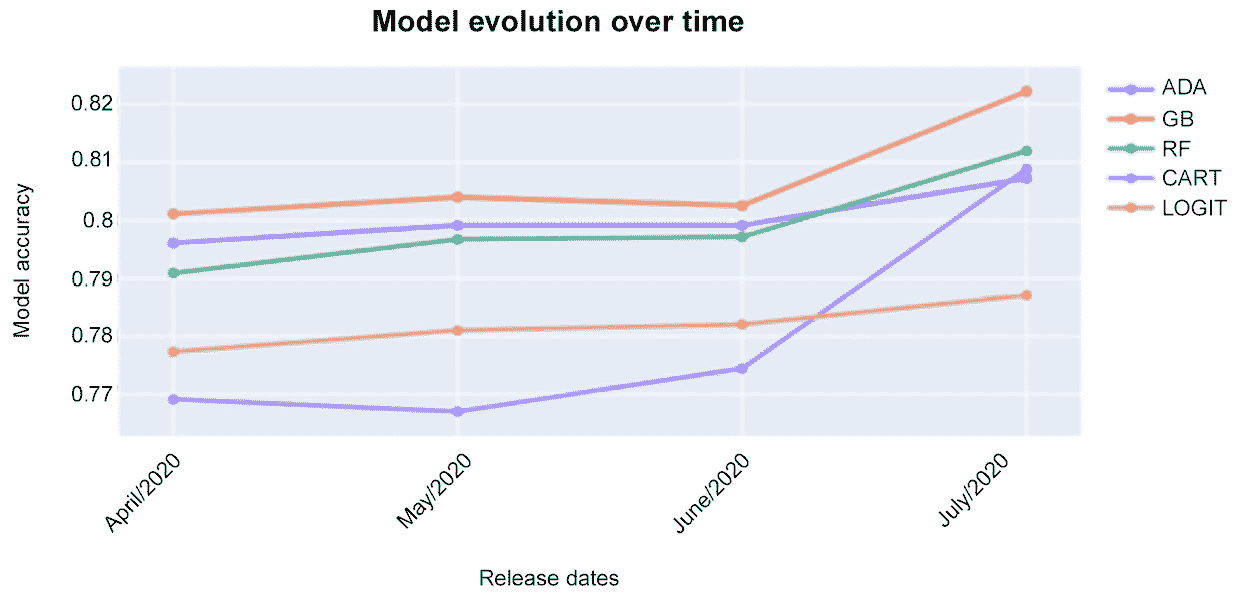 Model evolution over time
Model accuracy
0.82
0.81
0.8
0.79
0.78
0.77
April/2020
May/2020
June/2020
July/2020
Release dates
ADA
GB
RF
CART
LOGIT